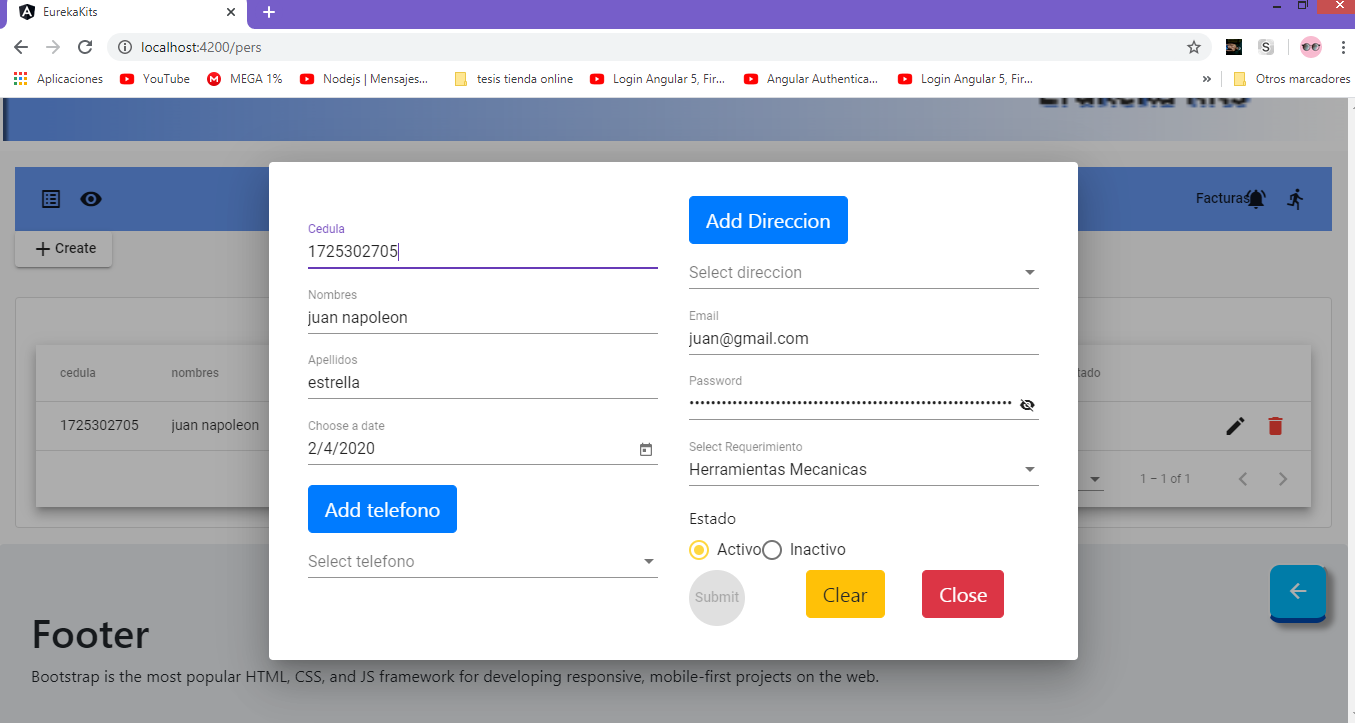 EurekaKits
localhost:4200/pers
Aplicaciones YouTube MEGA 1% Nodejs | Mensajes... tesis tienda online Login Angular 5, Fir... Angular Authentica... Login Angular 5, Fir... » Otros marcadores
Facturas
Create
cedula nombres tado
1725302705 juan napoleon
1 – 1 of 1
Cedula
1725302705
Nombres
juan napoleon
Apellidos
estrella
Choose a date
2/4/2020
Add telefono
Select telefono
Add Direccion
Select direccion
Email
juan@gmail.com
Password
Select Requerimiento
Herramientas Mecanicas
Estado
Activo Inactivo
Submit Clear Close
Footer
Bootstrap is the most popular HTML, CSS, and JS framework for developing responsive, mobile-first projects on the web.